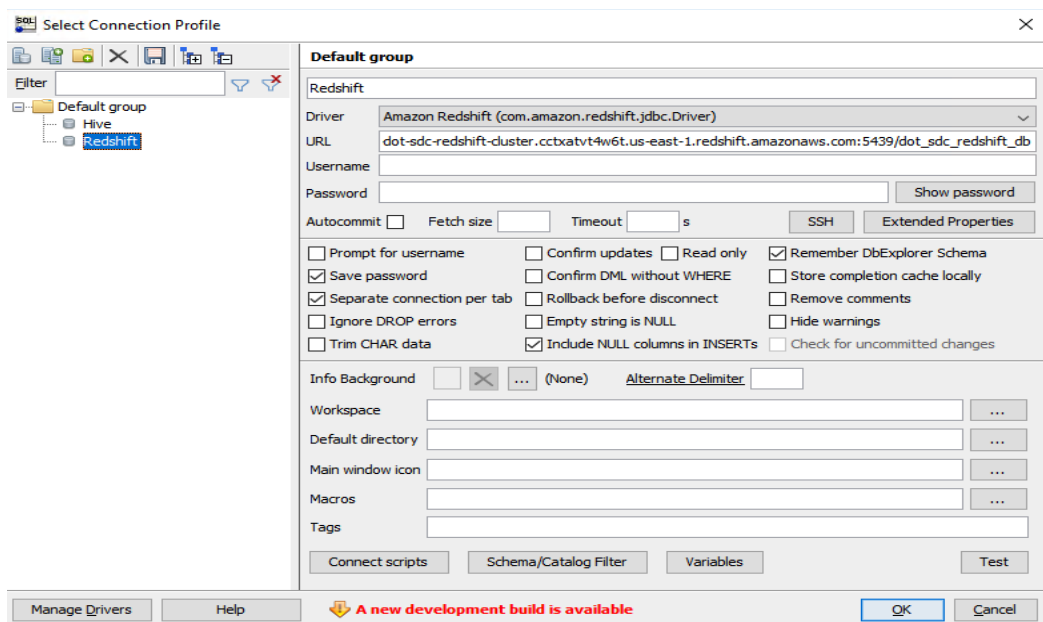 SQL Select Connection Profile
Filter
Default group
Hive
Redshift
Default group
Redshift
Driver Amazon Redshift (com.amazon.redshift.jdbc.Driver)
URL dot-sdc-redshift-cluster.cctxatvt4w6t.us-east-1.redshift.amazonaws.com:5439/dot_sdc_redshift_db
Username
Password Show password
Autocommit Fetch size Timeout s SSH Extended Properties
Prompt for username Confirm updates Read only Remember DbExplorer Schema
Save password Confirm DML without WHERE Store completion cache locally
Separate connection per tab Rollback before disconnect Remove comments
Ignore DROP errors Empty string is NULL Hide warnings
Trim CHAR data Include NULL columns in INSERTs Check for uncommitted changes
Info Background ... (None) Alternate Delimiter
Workspace ...
Default directory ...
Main window icon ...
Macros ...
Tags
Connect scripts Schema/Catalog Filter Variables Test
Manage Drivers Help A new development build is available OK Cancel